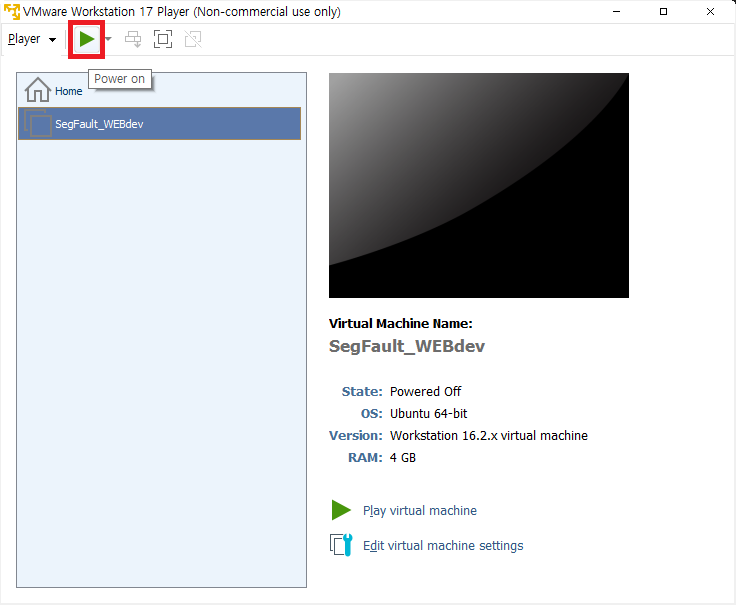 VMware Workstation 17 Player (Non-commercial use only)
Player
Power on
Home
SegFault_WEBdev
Virtual Machine Name:
SegFault_WEBdev
State: Powered Off
OS: Ubuntu 64-bit
Version: Workstation 16.2.x virtual machine
RAM: 4 GB
Play virtual machine
Edit virtual machine settings